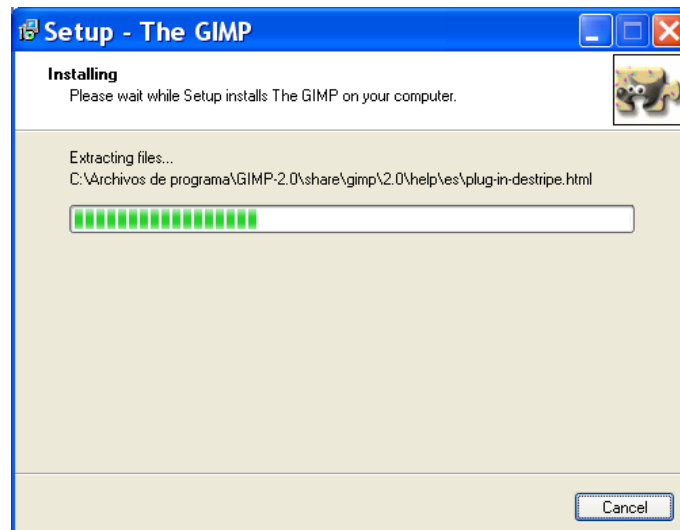 Setup - The GIMP
Installing
Please wait while Setup installs The GIMP on your computer.
Extracting files...
C:\Archivos de programa\GIMP-2.0\share\gimp\2.0\help\es\plug-in-destripe.html
Cancel